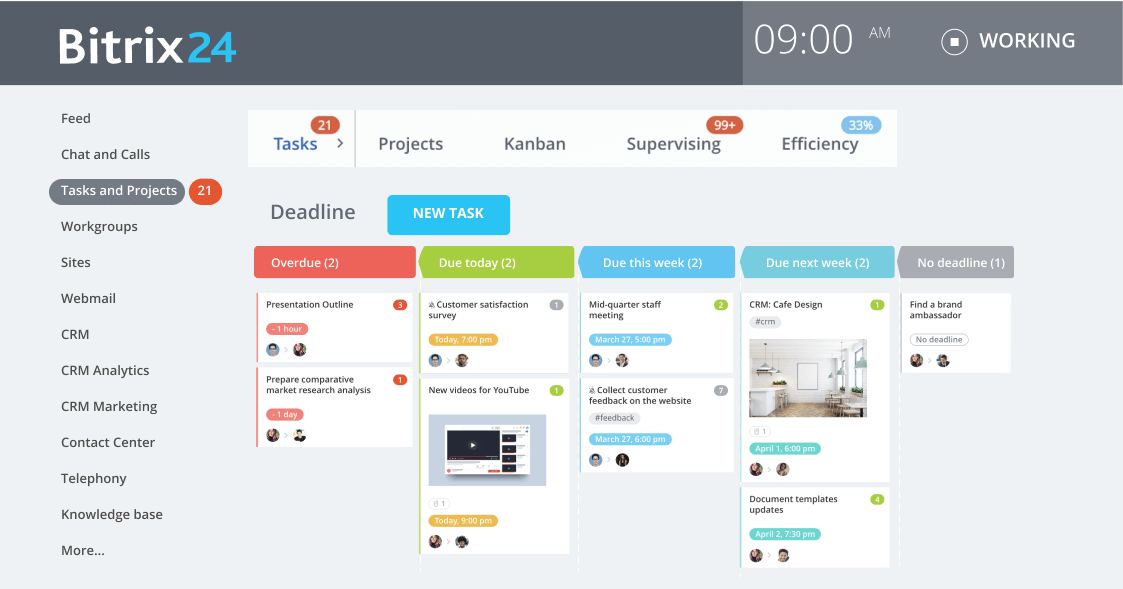 Bitrix24
09:00 AM
WORKING
Feed
Chat and Calls
Tasks and Projects 21
Workgroups
Sites
Webmail
CRM
CRM Analytics
CRM Marketing
Contact Center
Telephony
Knowledge base
More...
Tasks 21
Projects
Kanban
Supervising 99+
Efficiency 33%
Deadline
NEW TASK
Overdue (2)
Presentation Outline 3
- 1 hour
Prepare comparative 1
market research analysis
- 1 day
Due today (2)
Customer satisfaction 1
survey
Today, 7:00 pm
New videos for YouTube 1
1
Today, 9:00 pm
Due this week (2)
Mid-quarter staff 2
meeting
March 27, 5:00 pm
Collect customer 7
feedback on the website
#feedback
March 27, 6:00 pm
Due next week (2)
CRM: Cafe Design 1
#crm
1
April 1, 6:00 pm
Document templates 4
updates
April 2, 7:30 pm
No deadline (1)
Find a brand
ambassador
No deadline